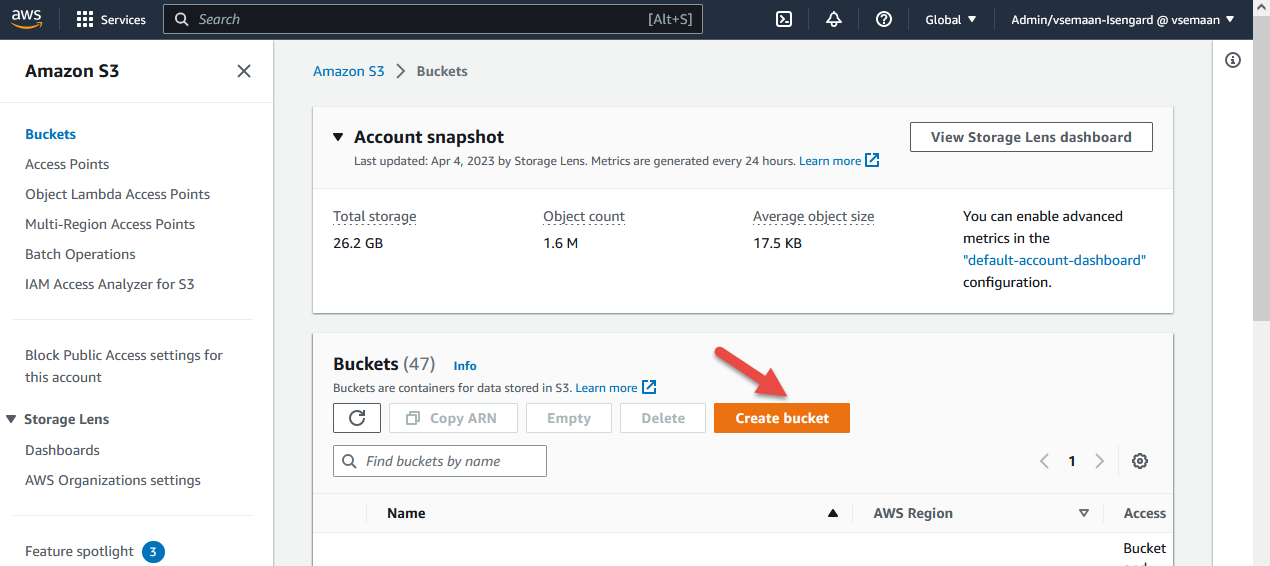 aws
Services
Search
[Alt+S]
Global
Admin/vsemaan-Isengard @ vsemaan
Amazon S3
Buckets
Access Points
Object Lambda Access Points
Multi-Region Access Points
Batch Operations
IAM Access Analyzer for S3
Block Public Access settings for
this account
Storage Lens
Dashboards
AWS Organizations settings
Feature spotlight 3
Amazon S3 > Buckets
Account snapshot
Last updated: Apr 4, 2023 by Storage Lens. Metrics are generated every 24 hours. Learn more
View Storage Lens dashboard
Total storage
26.2 GB
Object count
1.6 M
Average object size
17.5 KB
You can enable advanced
metrics in the
"default-account-dashboard"
configuration.
Buckets (47) Info
Buckets are containers for data stored in S3. Learn more
Copy ARN
Empty
Delete
Create bucket
Find buckets by name
1
Name
AWS Region
Access
Bucket